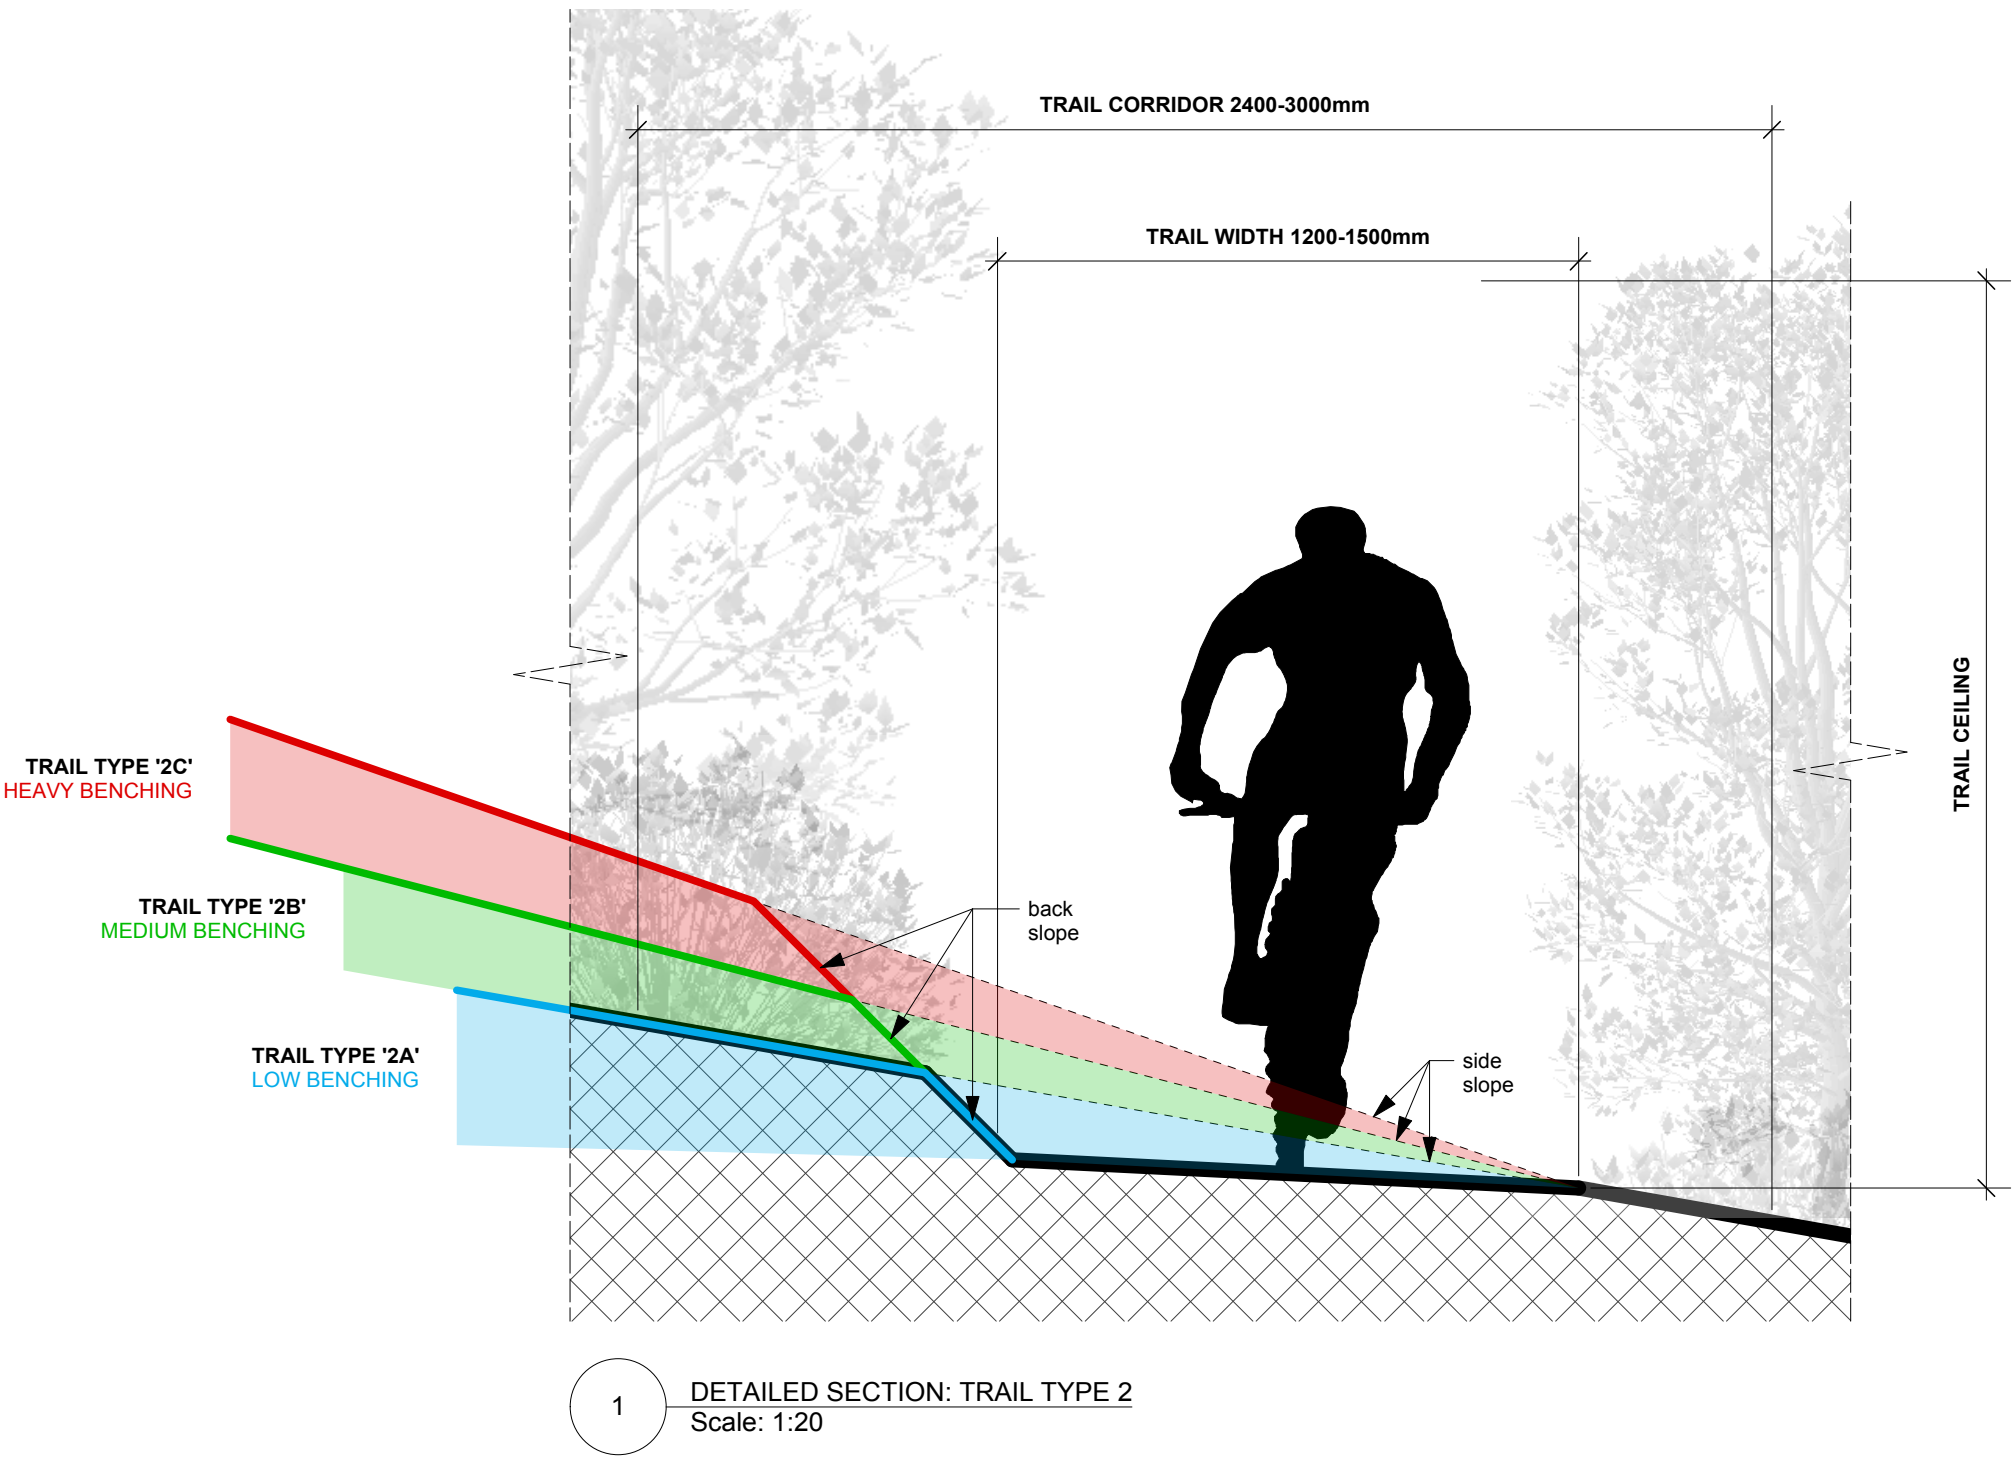 TRAIL CORRIDOR 2400-3000mm
TRAIL WIDTH 1200-1500mm
TRAIL CEILING
TRAIL TYPE '2C'
HEAVY BENCHING
TRAIL TYPE '2B'
MEDIUM BENCHING
back
slope
TRAIL TYPE '2A'
LOW BENCHING
side
slope
1
DETAILED SECTION: TRAIL TYPE 2
Scale: 1:20